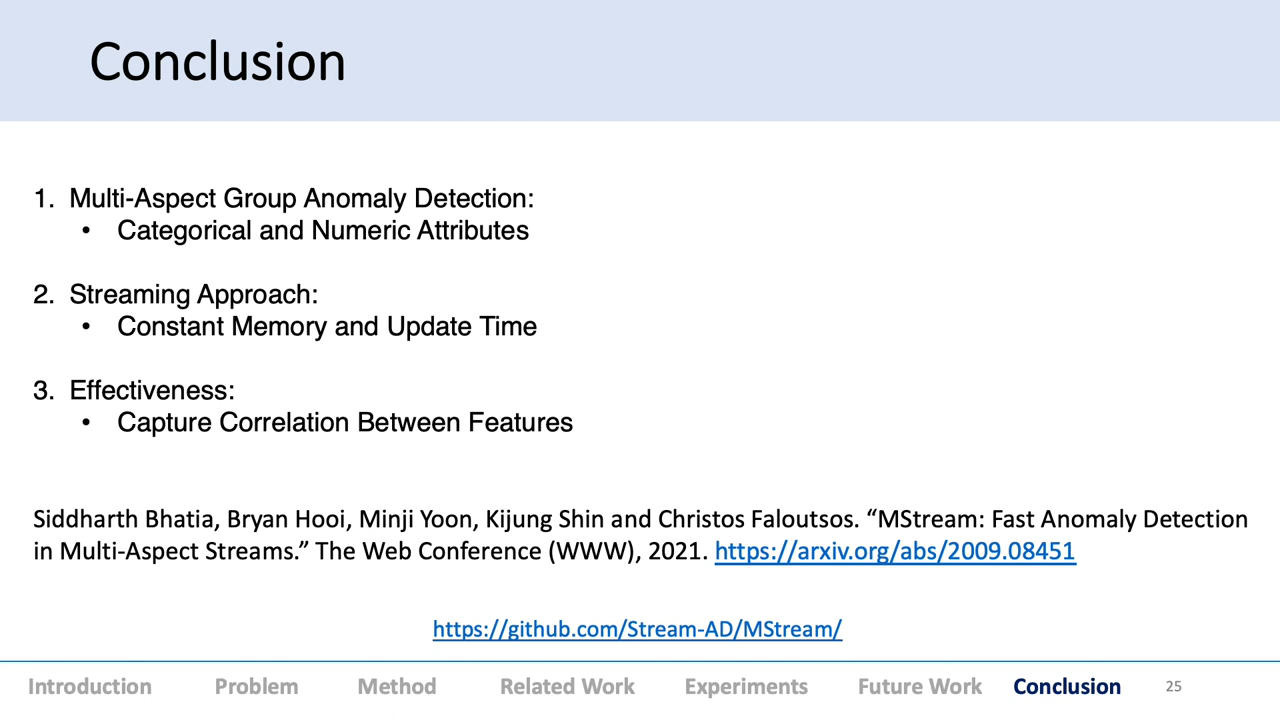 Conclusion
1. Multi-Aspect Group Anomaly Detection:
• Categorical and Numeric Attributes
2. Streaming Approach:
• Constant Memory and Update Time
3. Effectiveness:
• Capture Correlation Between Features
Siddharth Bhatia, Bryan Hooi, Minji Yoon, Kijung Shin and Christos Faloutsos. “MStream: Fast Anomaly Detection
in Multi-Aspect Streams.” The Web Conference (WWW), 2021. https://arxiv.org/abs/2009.08451
https://github.com/Stream-AD/MStream/
Introduction Problem Method Related Work Experiments Future Work Conclusion 25